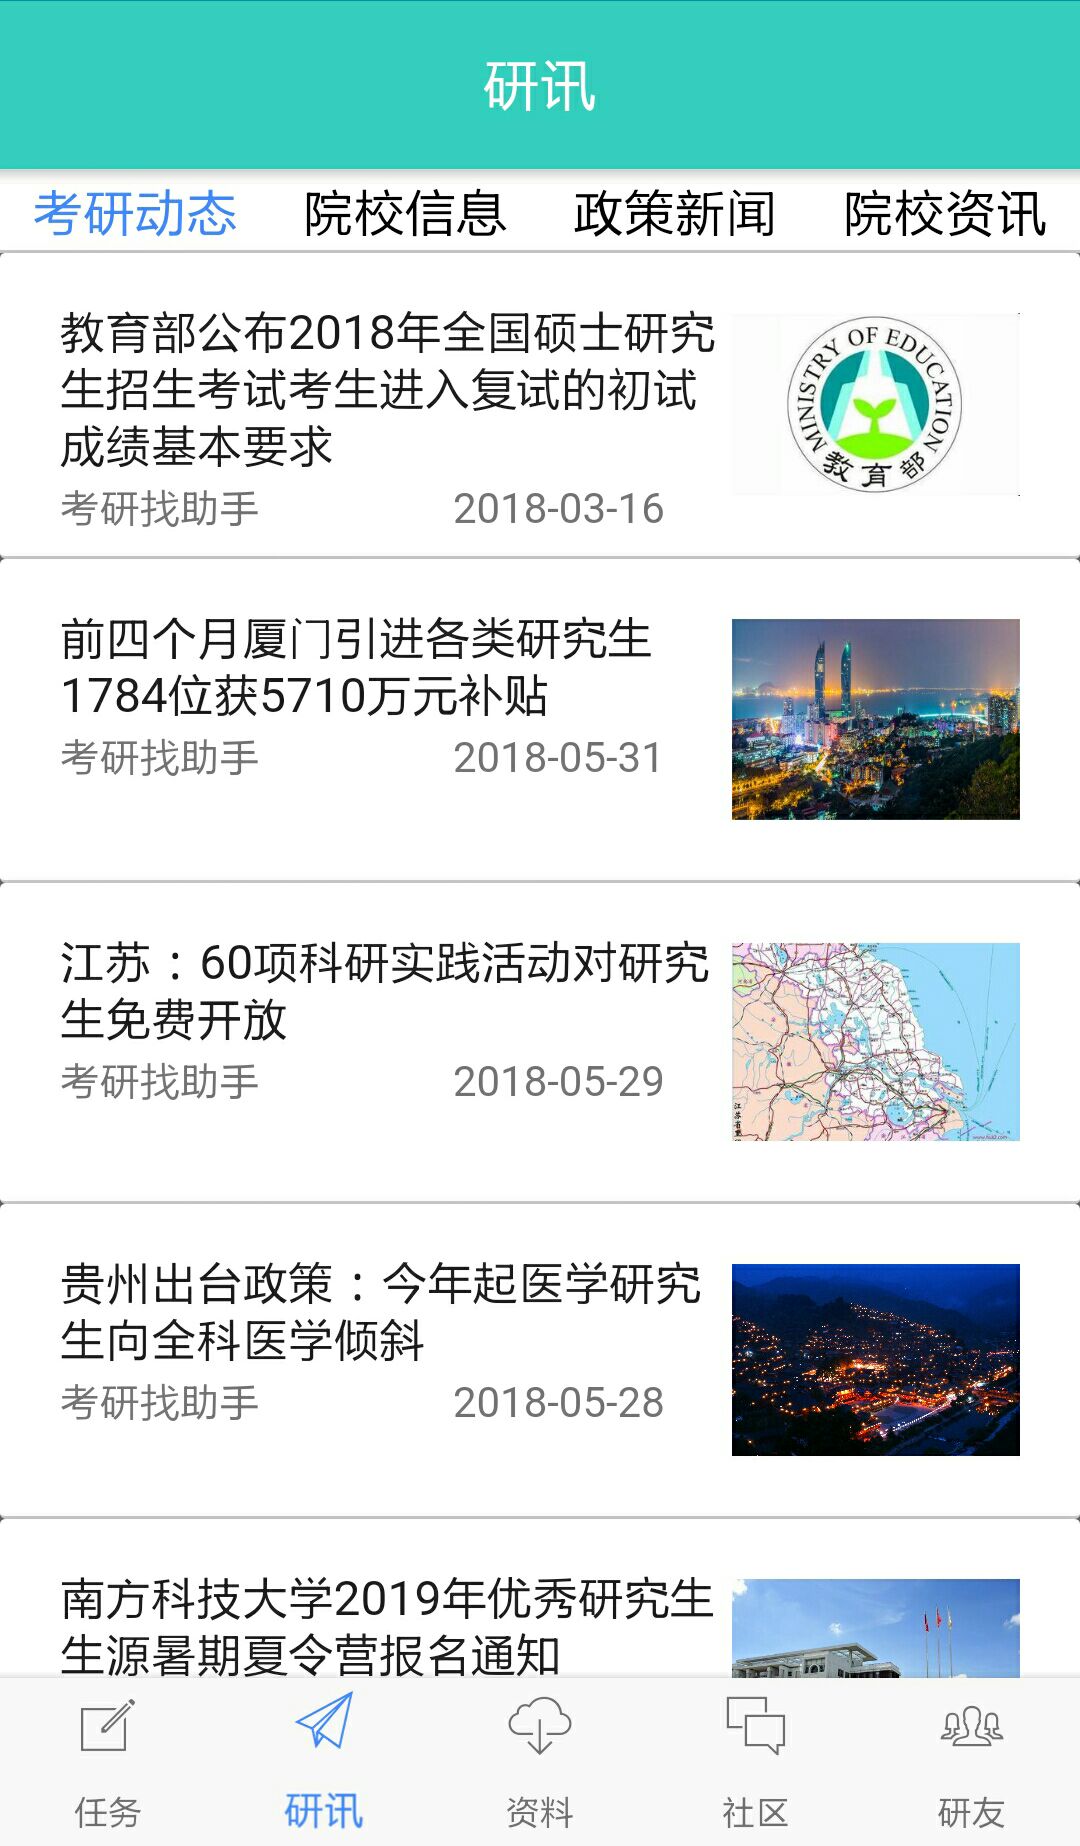 研讯
考研动态 院校信息 政策新闻 院校资讯
教育部公布2018年全国硕士研究
生招生考试考生进入复试的初试
成绩基本要求
考研找助手 2018-03-16
MINISTRY OF EDUCATION
教育部
前四个月厦门引进各类研究生
1784位获5710万元补贴
考研找助手 2018-05-31
江苏：60项科研实践活动对研究
生免费开放
考研找助手 2018-05-29
贵州出台政策：今年起医学研究
生向全科医学倾斜
考研找助手 2018-05-28
南方科技大学2019年优秀研究生
生源暑期夏令营报名通知
任务 研讯 资料 社区 研友